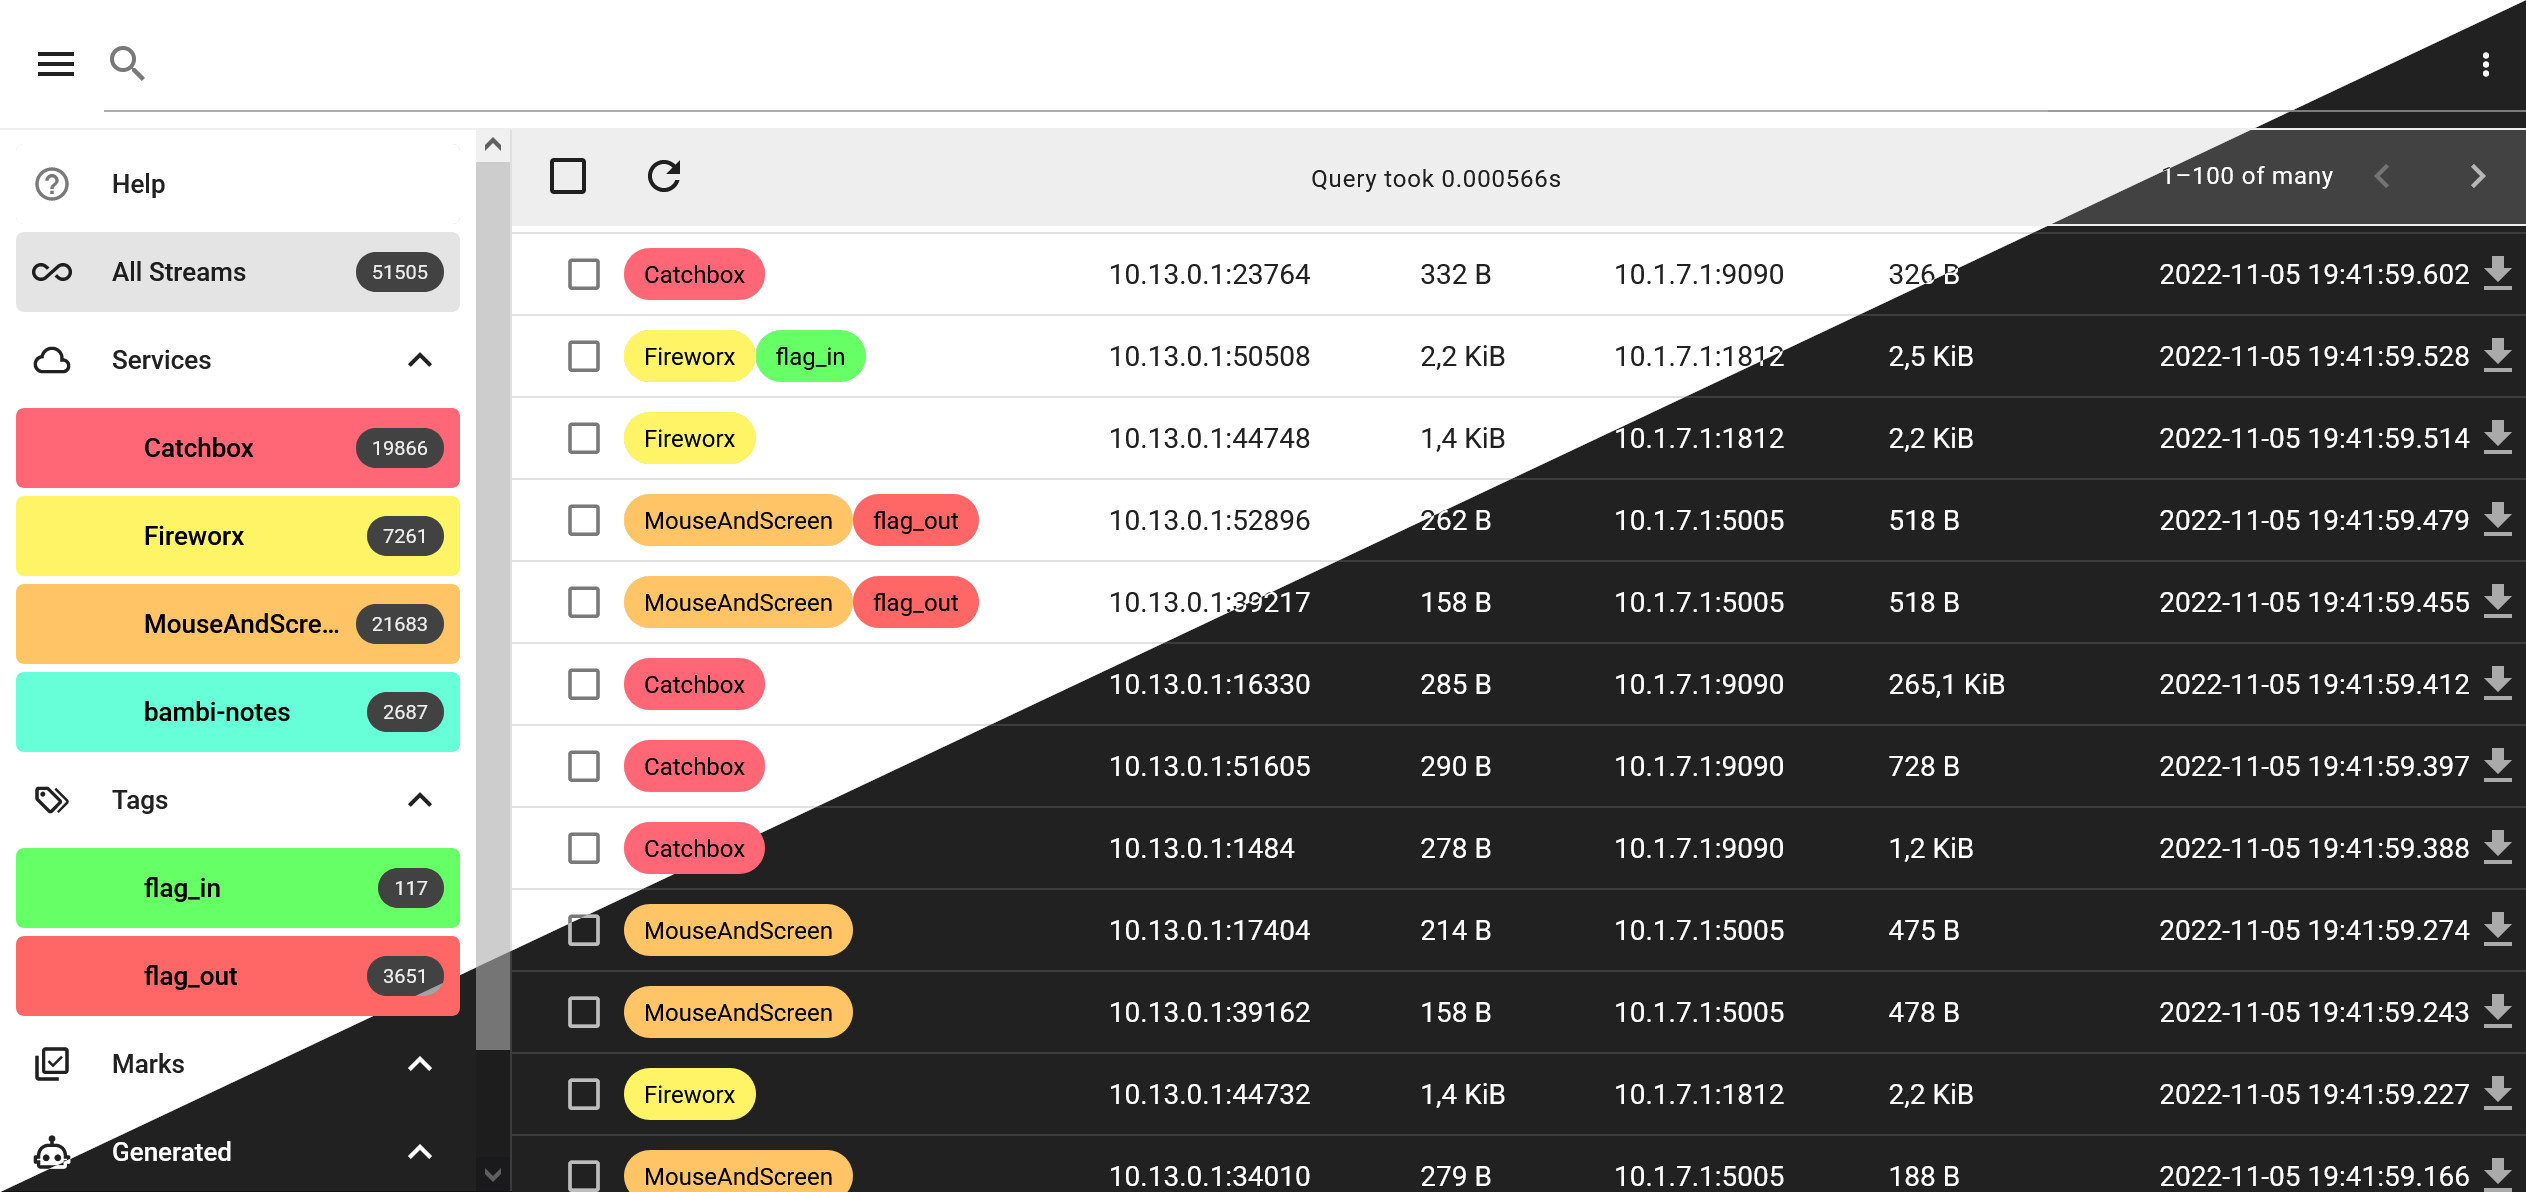 Help
All Streams 51505
Services
Catchbox 19866
Fireworx 7261
MouseAndScre... 21683
bambi-notes 2687
Tags
flag_in 117
flag_out 3651
Marks
Generated
Query took 0.000566s 1–100 of many
Catchbox 10.13.0.1:23764 332 B 10.1.7.1:9090 326 B 2022-11-05 19:41:59.602
Fireworx flag_in 10.13.0.1:50508 2,2 KiB 10.1.7.1:1812 2,5 KiB 2022-11-05 19:41:59.528
Fireworx 10.13.0.1:44748 1,4 KiB 10.1.7.1:1812 2,2 KiB 2022-11-05 19:41:59.514
MouseAndScreen flag_out 10.13.0.1:52896 262 B 10.1.7.1:5005 518 B 2022-11-05 19:41:59.479
MouseAndScreen flag_out 10.13.0.1:39217 158 B 10.1.7.1:5005 518 B 2022-11-05 19:41:59.455
Catchbox 10.13.0.1:16330 285 B 10.1.7.1:9090 265,1 KiB 2022-11-05 19:41:59.412
Catchbox 10.13.0.1:51605 290 B 10.1.7.1:9090 728 B 2022-11-05 19:41:59.397
Catchbox 10.13.0.1:1484 278 B 10.1.7.1:9090 1,2 KiB 2022-11-05 19:41:59.388
MouseAndScreen 10.13.0.1:17404 214 B 10.1.7.1:5005 475 B 2022-11-05 19:41:59.274
MouseAndScreen 10.13.0.1:39162 158 B 10.1.7.1:5005 478 B 2022-11-05 19:41:59.243
Fireworx 10.13.0.1:44732 1,4 KiB 10.1.7.1:1812 2,2 KiB 2022-11-05 19:41:59.227
MouseAndScreen 10.13.0.1:34010 279 B 10.1.7.1:5005 188 B 2022-11-05 19:41:59.166